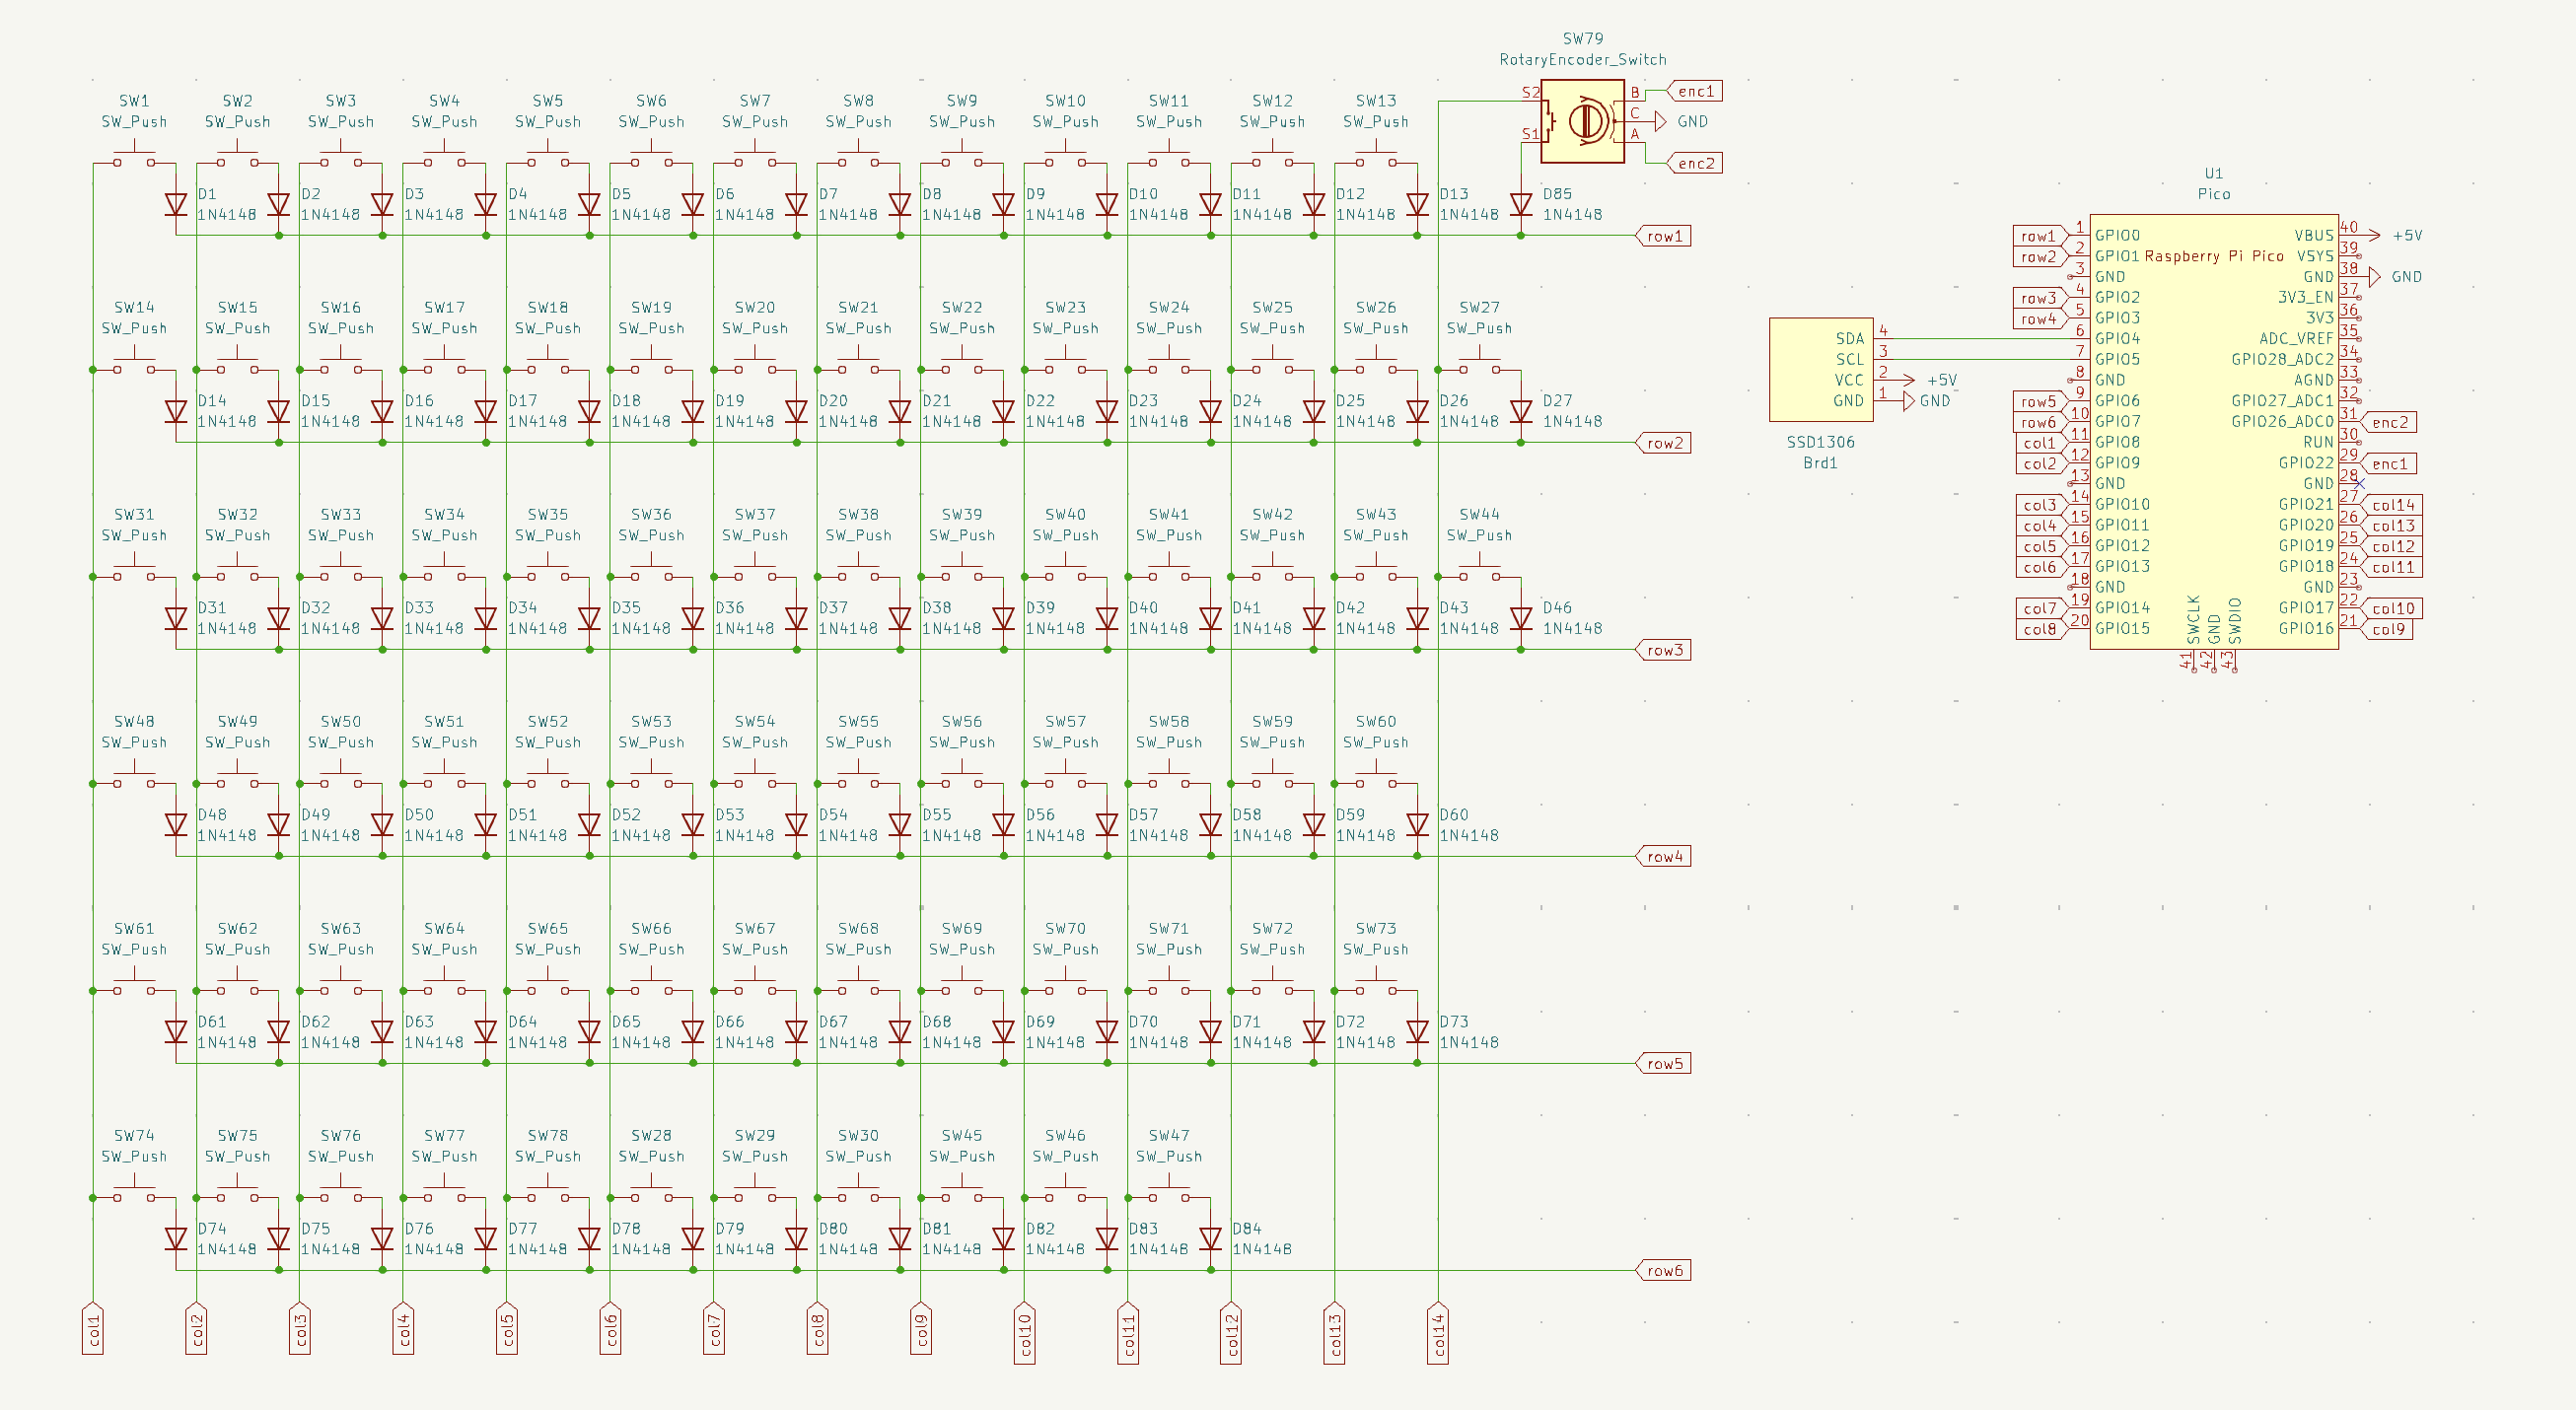 SW79
RotaryEncoder_Switch
SW1 SW2 SW3 SW4 SW5 SW6 SW7 SW8 SW9 SW10 SW11 SW12 SW13 S2 B enc1
SW_Push SW_Push SW_Push SW_Push SW_Push SW_Push SW_Push SW_Push SW_Push SW_Push SW_Push SW_Push SW_Push C GND
S1 A
enc2
D1 D2 D3 D4 D5 D6 D7 D8 D9 D10 D11 D12 D13 D85
1N4148 1N4148 1N4148 1N4148 1N4148 1N4148 1N4148 1N4148 1N4148 1N4148 1N4148 1N4148 1N4148 1N4148
row1
SW14 SW15 SW16 SW17 SW18 SW19 SW20 SW21 SW22 SW23 SW24 SW25 SW26 SW27
SW_Push SW_Push SW_Push SW_Push SW_Push SW_Push SW_Push SW_Push SW_Push SW_Push SW_Push SW_Push SW_Push SW_Push
D14 D15 D16 D17 D18 D19 D20 D21 D22 D23 D24 D25 D26 D27
1N4148 1N4148 1N4148 1N4148 1N4148 1N4148 1N4148 1N4148 1N4148 1N4148 1N4148 1N4148 1N4148 1N4148
row2
SW31 SW32 SW33 SW34 SW35 SW36 SW37 SW38 SW39 SW40 SW41 SW42 SW43 SW44
SW_Push SW_Push SW_Push SW_Push SW_Push SW_Push SW_Push SW_Push SW_Push SW_Push SW_Push SW_Push SW_Push SW_Push
D31 D32 D33 D34 D35 D36 D37 D38 D39 D40 D41 D42 D43 D46
1N4148 1N4148 1N4148 1N4148 1N4148 1N4148 1N4148 1N4148 1N4148 1N4148 1N4148 1N4148 1N4148 1N4148
row3
SW48 SW49 SW50 SW51 SW52 SW53 SW54 SW55 SW56 SW57 SW58 SW59 SW60
SW_Push SW_Push SW_Push SW_Push SW_Push SW_Push SW_Push SW_Push SW_Push SW_Push SW_Push SW_Push SW_Push
D48 D49 D50 D51 D52 D53 D54 D55 D56 D57 D58 D59 D60
1N4148 1N4148 1N4148 1N4148 1N4148 1N4148 1N4148 1N4148 1N4148 1N4148 1N4148 1N4148 1N4148
row4
SW61 SW62 SW63 SW64 SW65 SW66 SW67 SW68 SW69 SW70 SW71 SW72 SW73
SW_Push SW_Push SW_Push SW_Push SW_Push SW_Push SW_Push SW_Push SW_Push SW_Push SW_Push SW_Push SW_Push
D61 D62 D63 D64 D65 D66 D67 D68 D69 D70 D71 D72 D73
1N4148 1N4148 1N4148 1N4148 1N4148 1N4148 1N4148 1N4148 1N4148 1N4148 1N4148 1N4148 1N4148
row5
SW74 SW75 SW76 SW77 SW78 SW28 SW29 SW30 SW45 SW46 SW47
SW_Push SW_Push SW_Push SW_Push SW_Push SW_Push SW_Push SW_Push SW_Push SW_Push SW_Push
D74 D75 D76 D77 D78 D79 D80 D81 D82 D83 D84
1N4148 1N4148 1N4148 1N4148 1N4148 1N4148 1N4148 1N4148 1N4148 1N4148 1N4148
row6
col1 col2 col3 col4 col5 col6 col7 col8 col9 col10 col11 col12 col13 col14
SDA 4
SCL 3
VCC 2 +5V
GND 1 GND
SSD1306
Brd1
U1
Pico
row1 1 GPIO0 VBUS 40 +5V
row2 2 GPIO1 Raspberry Pi Pico VSYS 39
3 GND GND 38 GND
row3 4 GPIO2 3V3_EN 37
row4 5 GPIO3 3V3 36
6 GPIO4 ADC_VREF 35
7 GPIO5 GPIO28_ADC2 34
8 GND AGND 33
row5 9 GPIO6 GPIO27_ADC1 32
row6 10 GPIO7 GPIO26_ADC0 31 enc2
col1 11 GPIO8 RUN 30
col2 12 GPIO9 GPIO22 29 enc1
13 GND GND 28
col3 14 GPIO10 GPIO21 27 col14
col4 15 GPIO11 GPIO20 26 col13
col5 16 GPIO12 GPIO19 25 col12
col6 17 GPIO13 GPIO18 24 col11
18 GND GND 23
col7 19 GPIO14 GPIO17 22 col10
col8 20 GPIO15 GPIO16 21 col9
SWCLK GND SWDIO
41 42 43